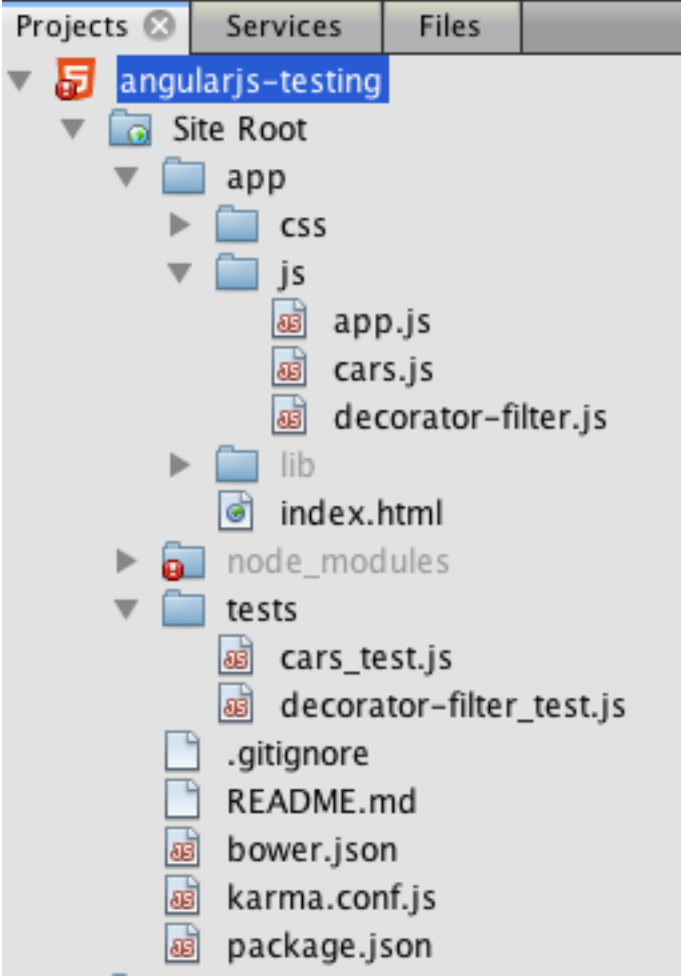 Projects Services Files
angularjs-testing
Site Root
app
css
js
app.js
cars.js
decorator-filter.js
lib
index.html
node_modules
tests
cars_test.js
decorator-filter_test.js
.gitignore
README.md
bower.json
karma.conf.js
package.json